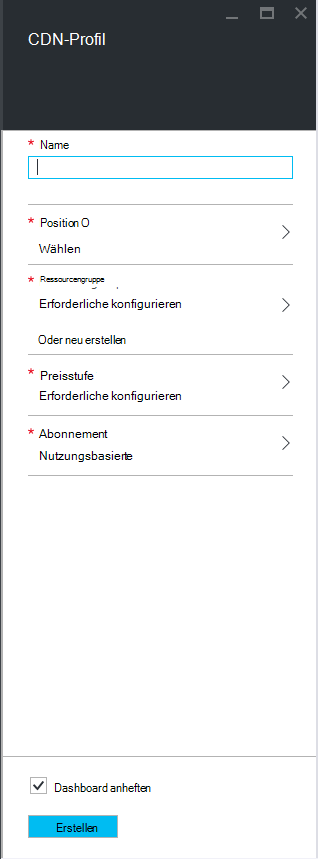 CDN-Profil
* Name
* Position O
Wählen
* Ressourcengruppe
Erforderliche konfigurieren
Oder neu erstellen
* Preisstufe
Erforderliche konfigurieren
* Abonnement
Nutzungsbasierte
Dashboard anheften
Erstellen